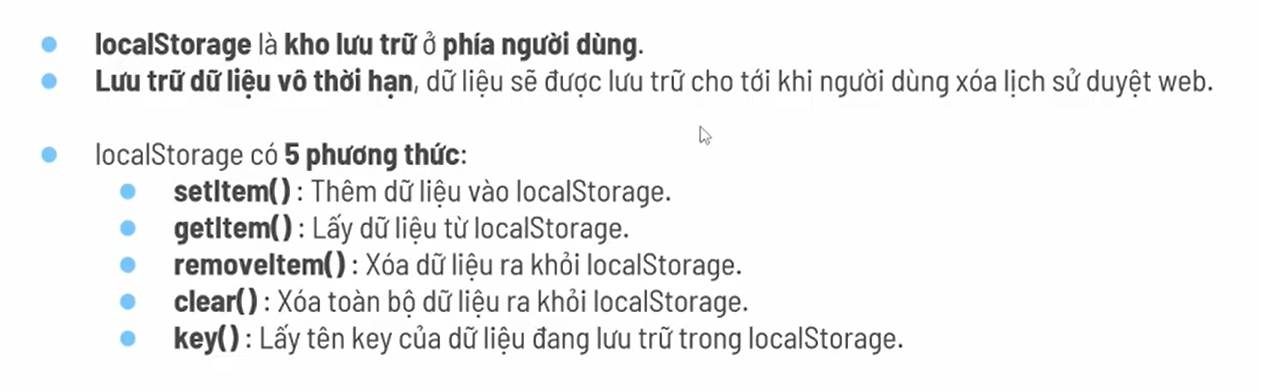 localStorage là kho lưu trữ ở phía người dùng.
Lưu trữ dữ liệu vô thời hạn, dữ liệu sẽ được lưu trữ cho tới khi người dùng xóa lịch sử duyệt web.
localStorage có 5 phương thức:
setItem() : Thêm dữ liệu vào localStorage.
getItem() : Lấy dữ liệu từ localStorage.
removeItem() : Xóa dữ liệu ra khỏi localStorage.
clear() : Xóa toàn bộ dữ liệu ra khỏi localStorage.
key() : Lấy tên key của dữ liệu đang lưu trữ trong localStorage.